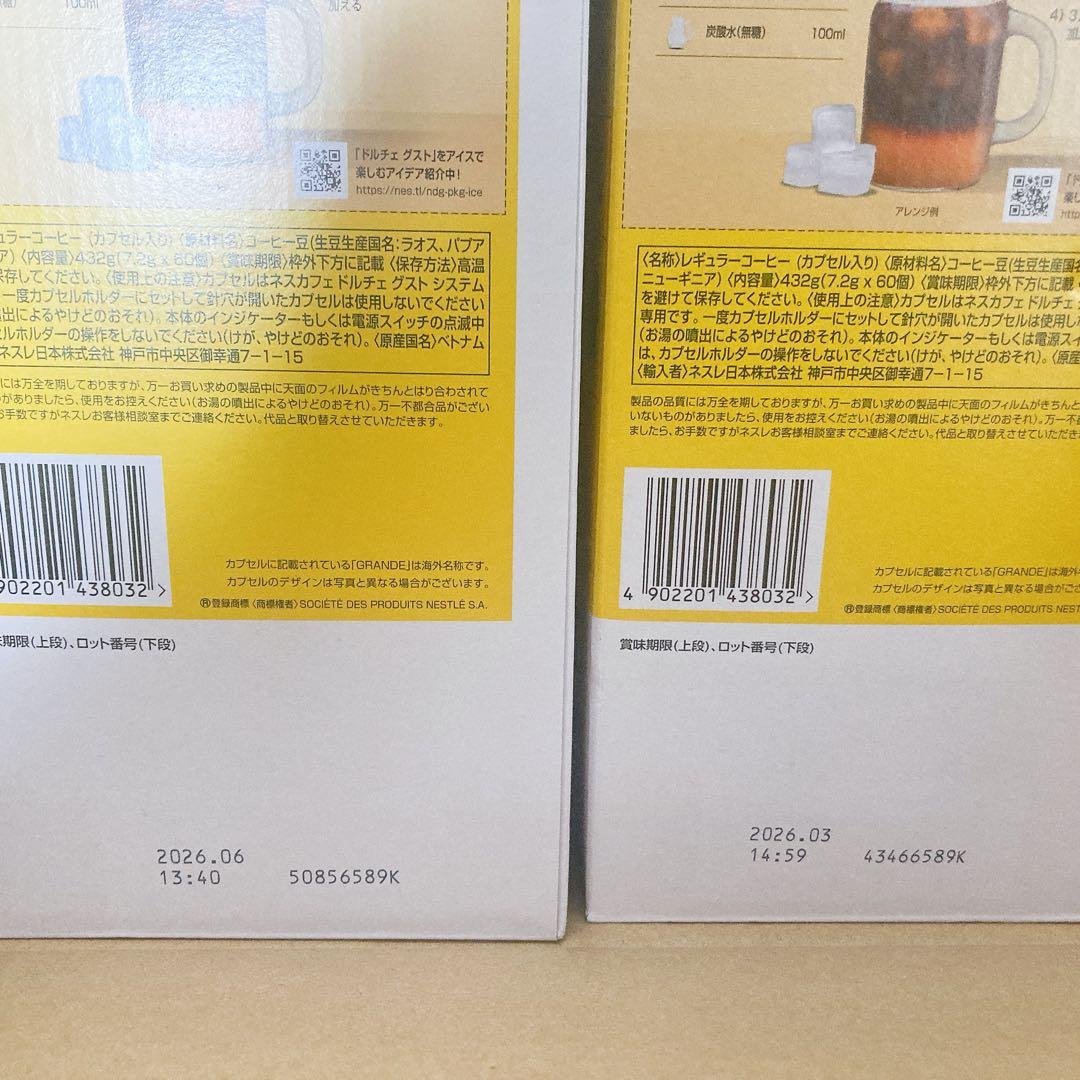 糖)
100ml
加える
「ドルチェ グスト」をアイスで
楽しむアイデア紹介中!
https://nes.tl/ndg-pkg-ice
ュラーコーヒー (カプセル入り)〈原材料名〉コーヒー豆(生豆生産国名:ラオス、パプア
ア)〈内容量〉432g(7.2g x 60個)〈賞味期限〉枠外下方に記載〈保存方法〉高温
保存してください。〈使用上の注意〉カプセルはネスカフェ ドルチェ グスト システム
一度カプセルホルダーにセットして針穴が開いたカプセルは使用しないでください
出によるやけどのおそれ)。本体のインジケーターもしくは電源スイッチの点滅中
セルホルダーの操作をしないでください(けが、やけどのおそれ)。〈原産国名〉ベトナム
ネスレ日本株式会社 神戸市中央区御幸通7-1-15
には万全を期しておりますが、万一お買い求めの製品中に天面のフィルムがきちんとはり合わされて
がありましたら、使用をお控えください(お湯の噴出によるやけどのおそれ)。万一不都合品がござい
お手数ですがネスレお客様相談室までご連絡ください。代品と取り替えさせていただきます。
902201 438032 >
カプセルに記載されている「GRANDE」は海外名称です。
カプセルのデザインは写真と異なる場合がございます。
®登録商標〈商標権者〉SOCIÉTÉ DES PRODUITS NESTLÉ S.A.
味期限(上段)、ロット番号(下段)
2026.06
13:40 50856589K
炭酸水(無糖) 100ml
4) 3
アレンジ例
「ド
楽し
http
〈名称〉レギュラーコーヒー (カプセル入り)〈原材料名〉コーヒー豆(生豆生産国名
ニューギニア)〈内容量〉432g(7.2g x 60個)〈賞味期限〉枠外下方に記載
を避けて保存してください。〈使用上の注意〉カプセルはネスカフェ ドルチェ
専用です。一度カプセルホルダーにセットして針穴が開いたカプセルは使用し
(お湯の噴出によるやけどのおそれ)。本体のインジケーターもしくは電源スイ
は、カプセルホルダーの操作をしないでください(けが、やけどのおそれ)。〈原産
〈輸入者〉ネスレ日本株式会社 神戸市中央区御幸通7-1-15
製品の品質には万全を期しておりますが、万一お買い求めの製品中に天面のフィルムがきちんと
いないものがありましたら、使用をお控えください(お湯の噴出によるやけどのおそれ)。万一不
ましたら、お手数ですがネスレお客様相談室までご連絡ください。代品と取り替えさせていただき
4 902201 438032 >
カプセルに記載されている「GRANDE」は海外
カプセルのデザインは写真と異なる場合がござ
®登録商標〈商標権者〉SOCIÉTÉ DES PRODUITS NEST
賞味期限(上段)、ロット番号(下段)
2026.03
14:59 43466589K